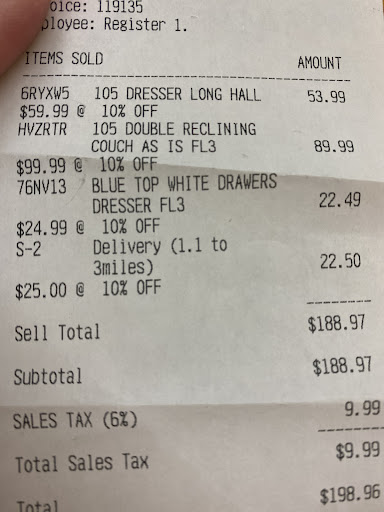 oice: 119135
ployee: Register 1.
ITEMS SOLD AMOUNT
6RYXW5 105 DRESSER LONG HALL 53.99
$59.99 @ 10% OFF
HVZRTR 105 DOUBLE RECLINING
COUCH AS IS FL3 89.99
$99.99 @ 10% OFF
76NV13 BLUE TOP WHITE DRAWERS
DRESSER FL3 22.49
$24.99 @ 10% OFF
S-2 Delivery (1.1 to
3miles) 22.50
$25.00 @ 10% OFF
Sell Total $188.97
Subtotal $188.97
SALES TAX (6%) 9.99
Total Sales Tax $9.99
Total $198.96